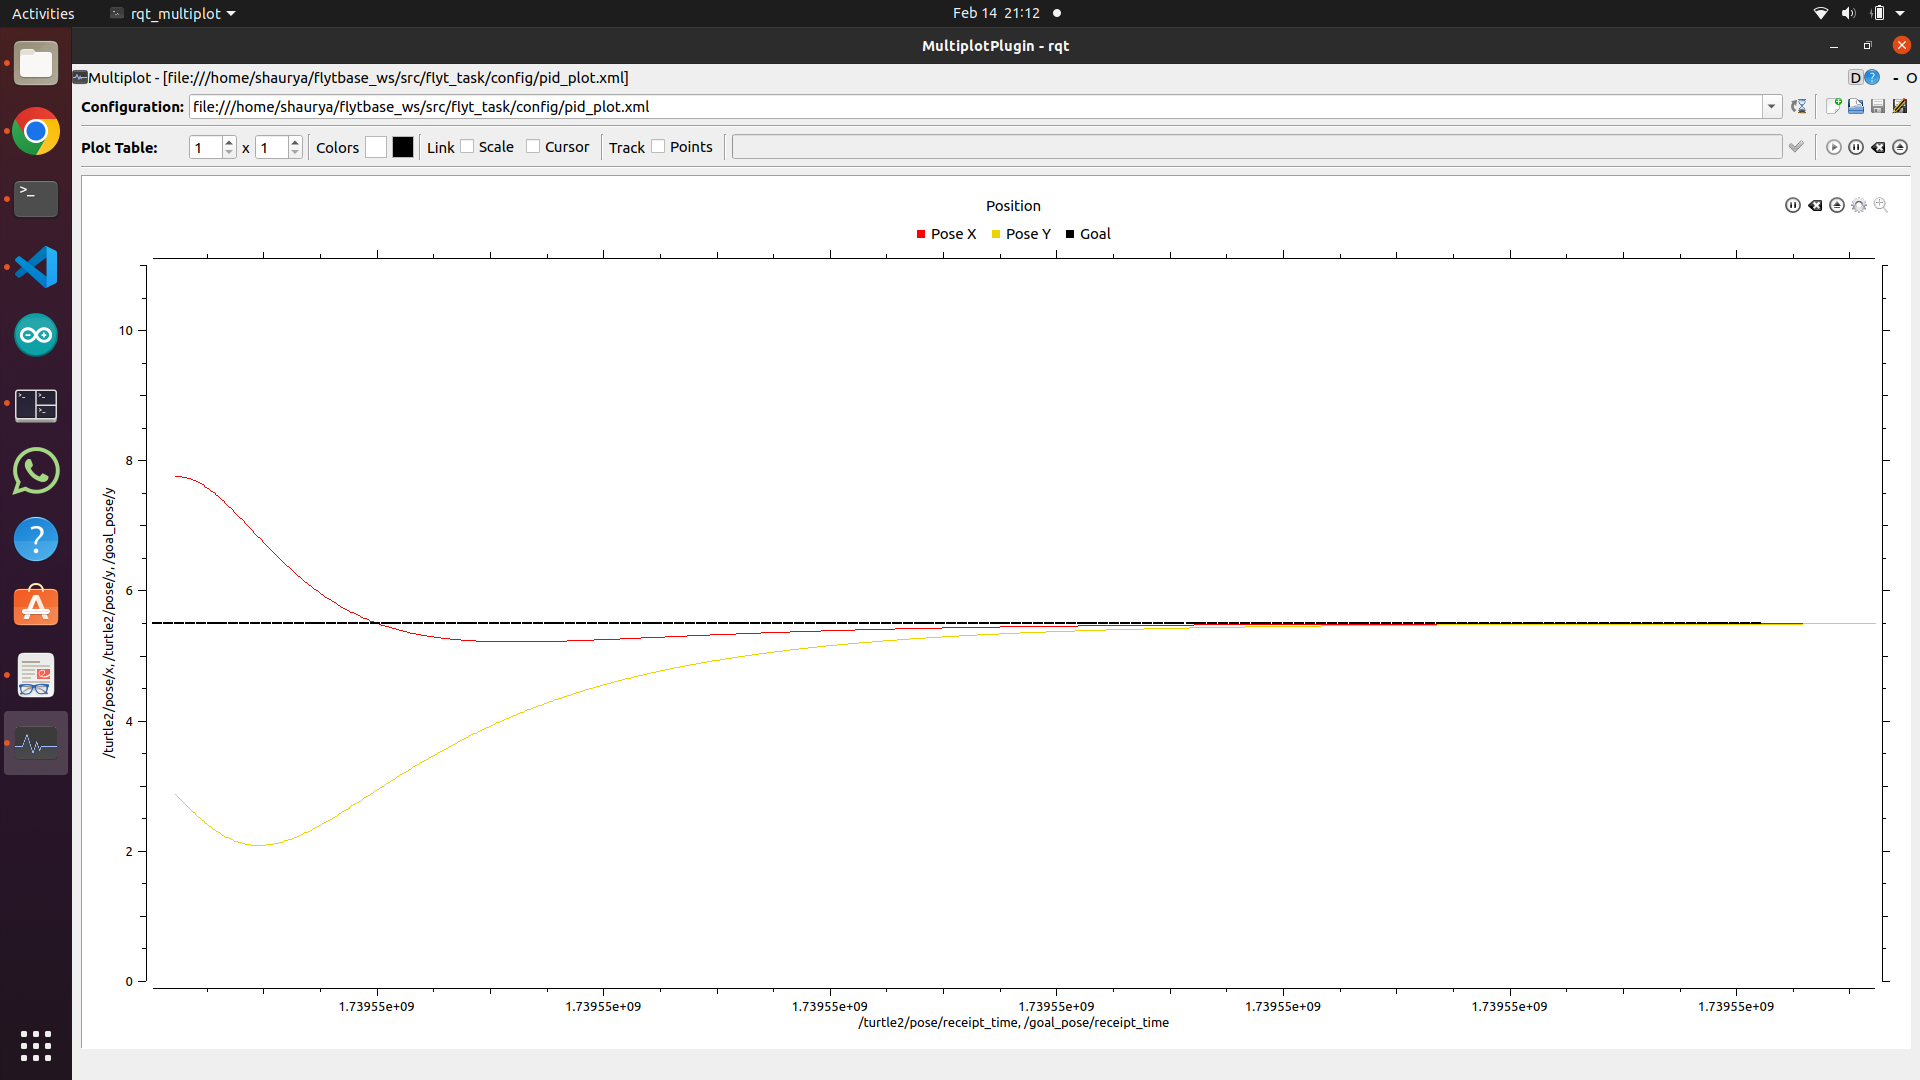 Activities rqt_multiplot Feb 14 21:12
MultiplotPlugin - rqt
Multiplot - [file:///home/shaurya/flytbase_ws/src/flyt_task/config/pid_plot.xml] D ? - O
Configuration: file:///home/shaurya/flytbase_ws/src/flyt_task/config/pid_plot.xml
Plot Table: 1 x 1 Colors Link Scale Cursor Track Points
Position
Pose X Pose Y Goal
10
8
6
4
2
0
/turtle2/pose/x, /turtle2/pose/y, /goal_pose/y
1.73955e+09 1.73955e+09 1.73955e+09 1.73955e+09 1.73955e+09 1.73955e+09 1.73955e+09
/turtle2/pose/receipt_time, /goal_pose/receipt_time